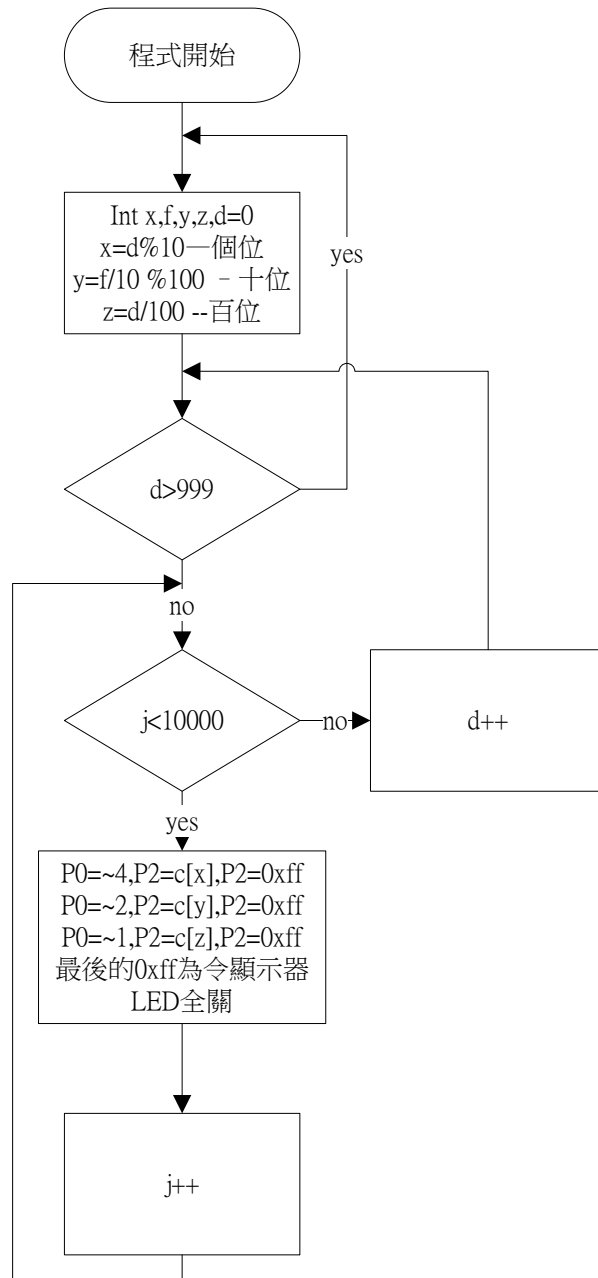 程式開始
Int x,f,y,z,d=0
x=d%10—個位
y=f/10 %100 － 十位
z=d/100 --百位
yes
d>999
no
j<10000
no
d++
yes
P0=~4,P2=c[x],P2=0xff
P0=~2,P2=c[y],P2=0xff
P0=~1,P2=c[z],P2=0xff
最後的0xff為令顯示器
LED全關
j++